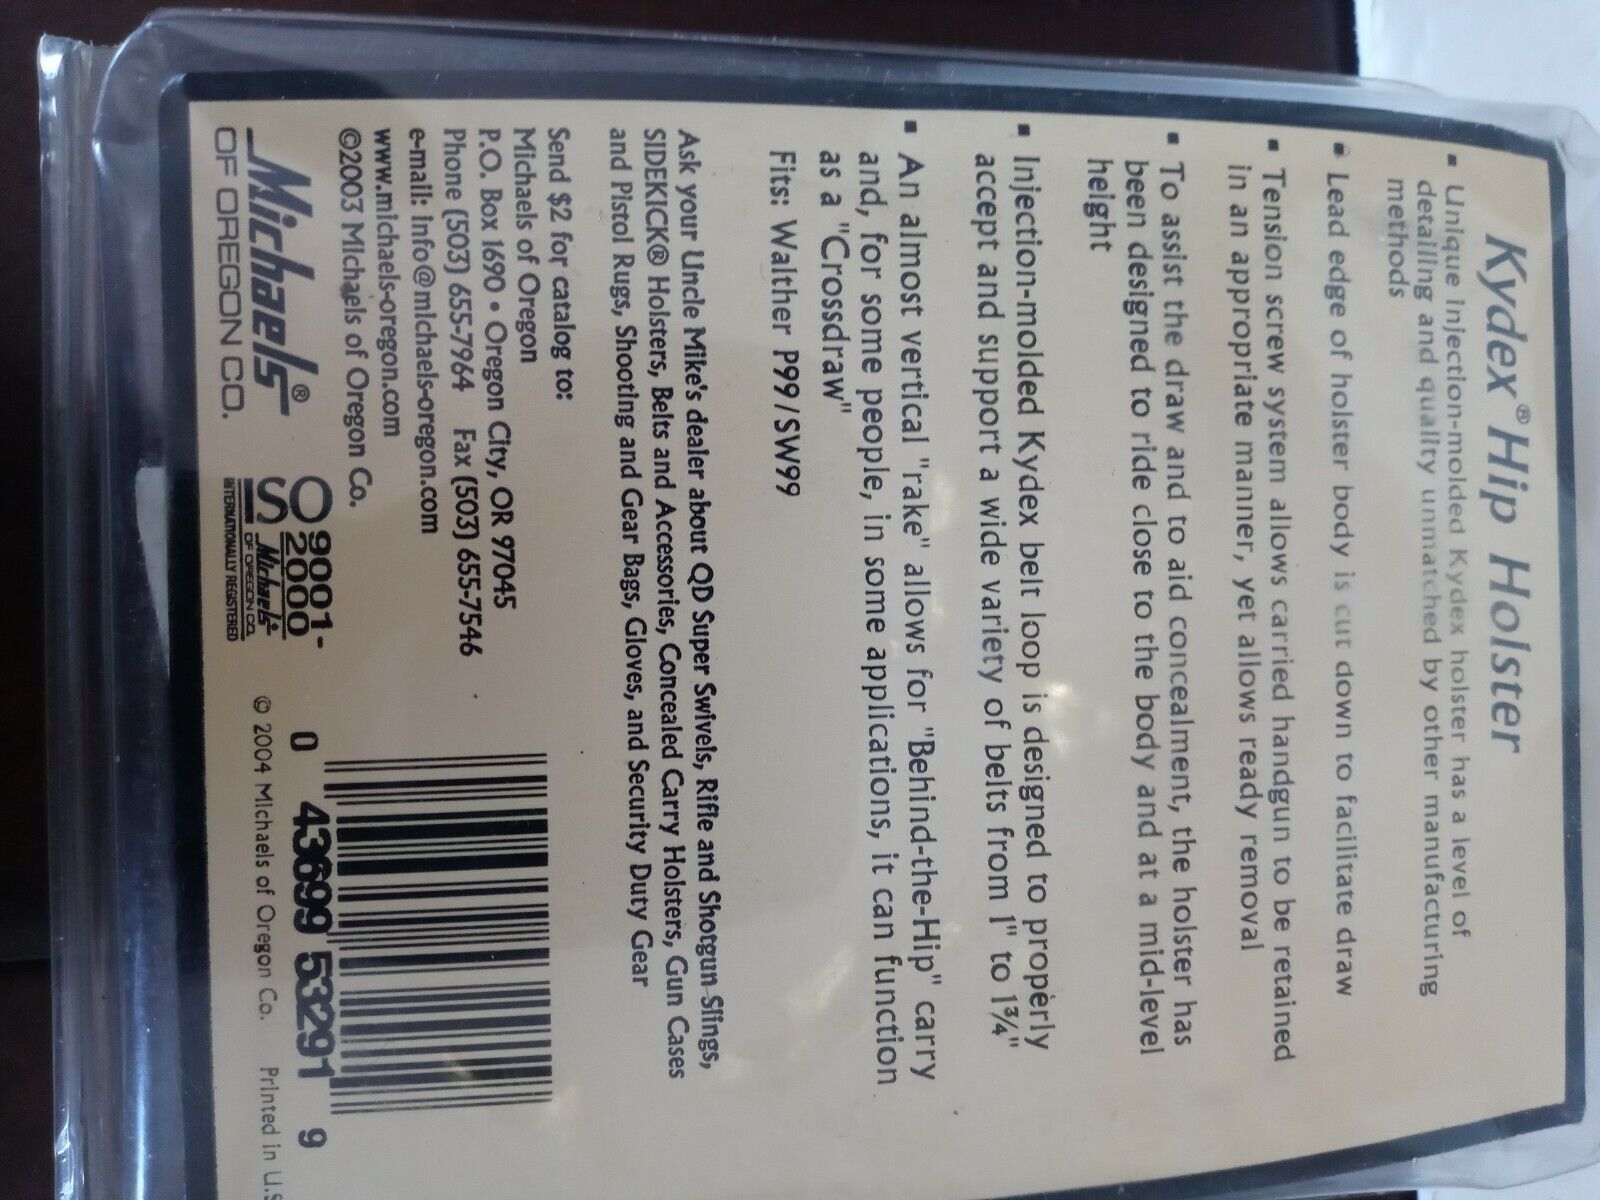 Kydex® Hip Holster
▪ Unique injection-molded Kydex holster has a level of
detailing and quality unmatched by other manufacturing
methods
▪ Lead edge of holster body is cut down to facilitate draw
▪ Tension screw system allows carried handgun to be retained
in an appropriate manner, yet allows ready removal
▪ To assist the draw and to aid concealment, the holster has
been designed to ride close to the body and at a mid-level
height
▪ Injection-molded Kydex belt loop is designed to properly
accept and support a wide variety of belts from 1" to 1¾"
▪ An almost vertical "rake" allows for "Behind-the-Hip" carry
and, for some people, in some applications, it can function
as a "Crossdraw"
Fits: Walther P99/SW99
Ask your Uncle Mike's dealer about QD Super Swivels, Rifle and Shotgun Slings,
SIDEKICK® Holsters, Belts and Accessories, Concealed Carry Holsters, Gun Cases
and Pistol Rugs, Shooting and Gear Bags, Gloves, and Security Duty Gear
Send $2 for catalog to:
Michaels of Oregon
P.O. Box 1690 • Oregon City, OR 97045
Phone (503) 655-7964 Fax (503) 655-7546
e-mail: info@michaels-oregon.com
www.michaels-oregon.com
©2003 Michaels of Oregon Co.
Michaels®
OF OREGON CO.
9001-
2000
Michaels
OF OREGON CO.
INTERNATIONALLY REGISTERED
0 43699 53291 9
© 2004 Michaels of Oregon Co. Printed in U.S